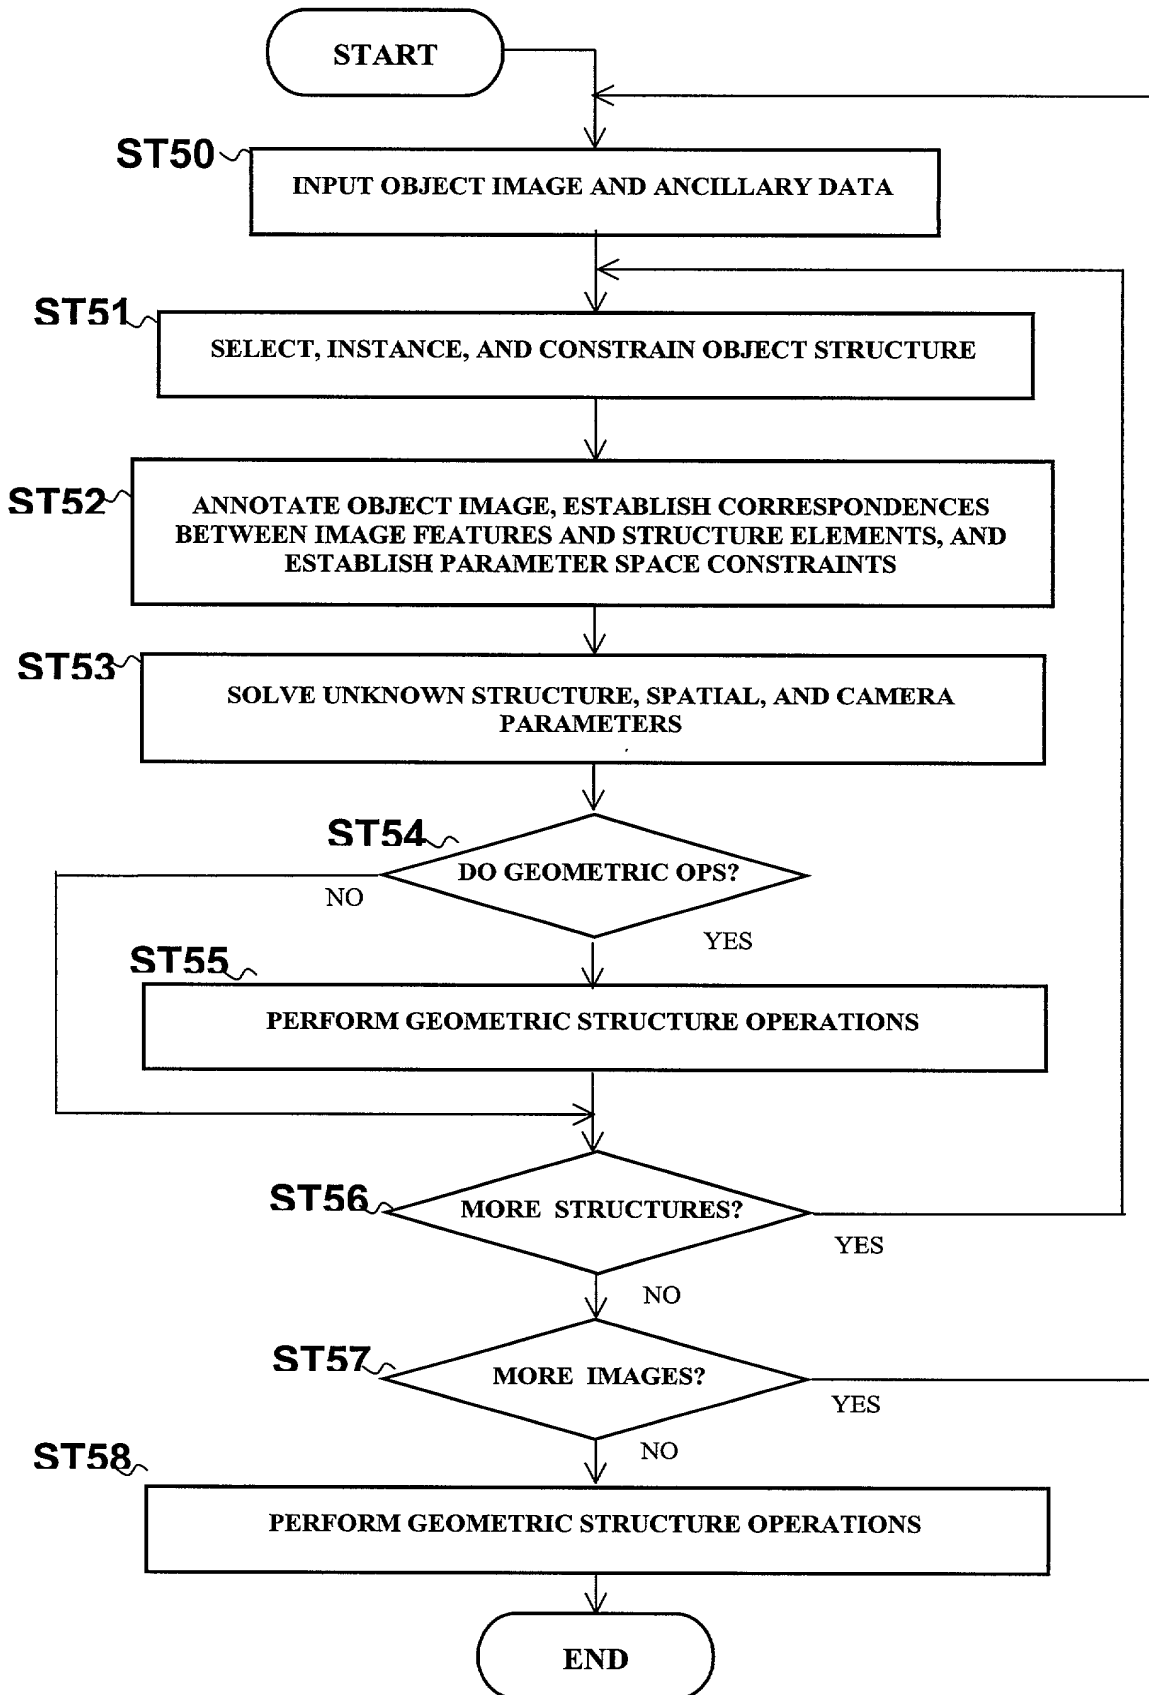 START
ST50
INPUT OBJECT IMAGE AND ANCILLARY DATA
ST51
SELECT, INSTANCE, AND CONSTRAIN OBJECT STRUCTURE
ST52
ANNOTATE OBJECT IMAGE, ESTABLISH CORRESPONDENCES
BETWEEN IMAGE FEATURES AND STRUCTURE ELEMENTS, AND
ESTABLISH PARAMETER SPACE CONSTRAINTS
ST53
SOLVE UNKNOWN STRUCTURE, SPATIAL, AND CAMERA
PARAMETERS
ST54
DO GEOMETRIC OPS?
NO
YES
ST55
PERFORM GEOMETRIC STRUCTURE OPERATIONS
ST56
MORE STRUCTURES?
YES
NO
ST57
MORE IMAGES?
YES
NO
ST58
PERFORM GEOMETRIC STRUCTURE OPERATIONS
END